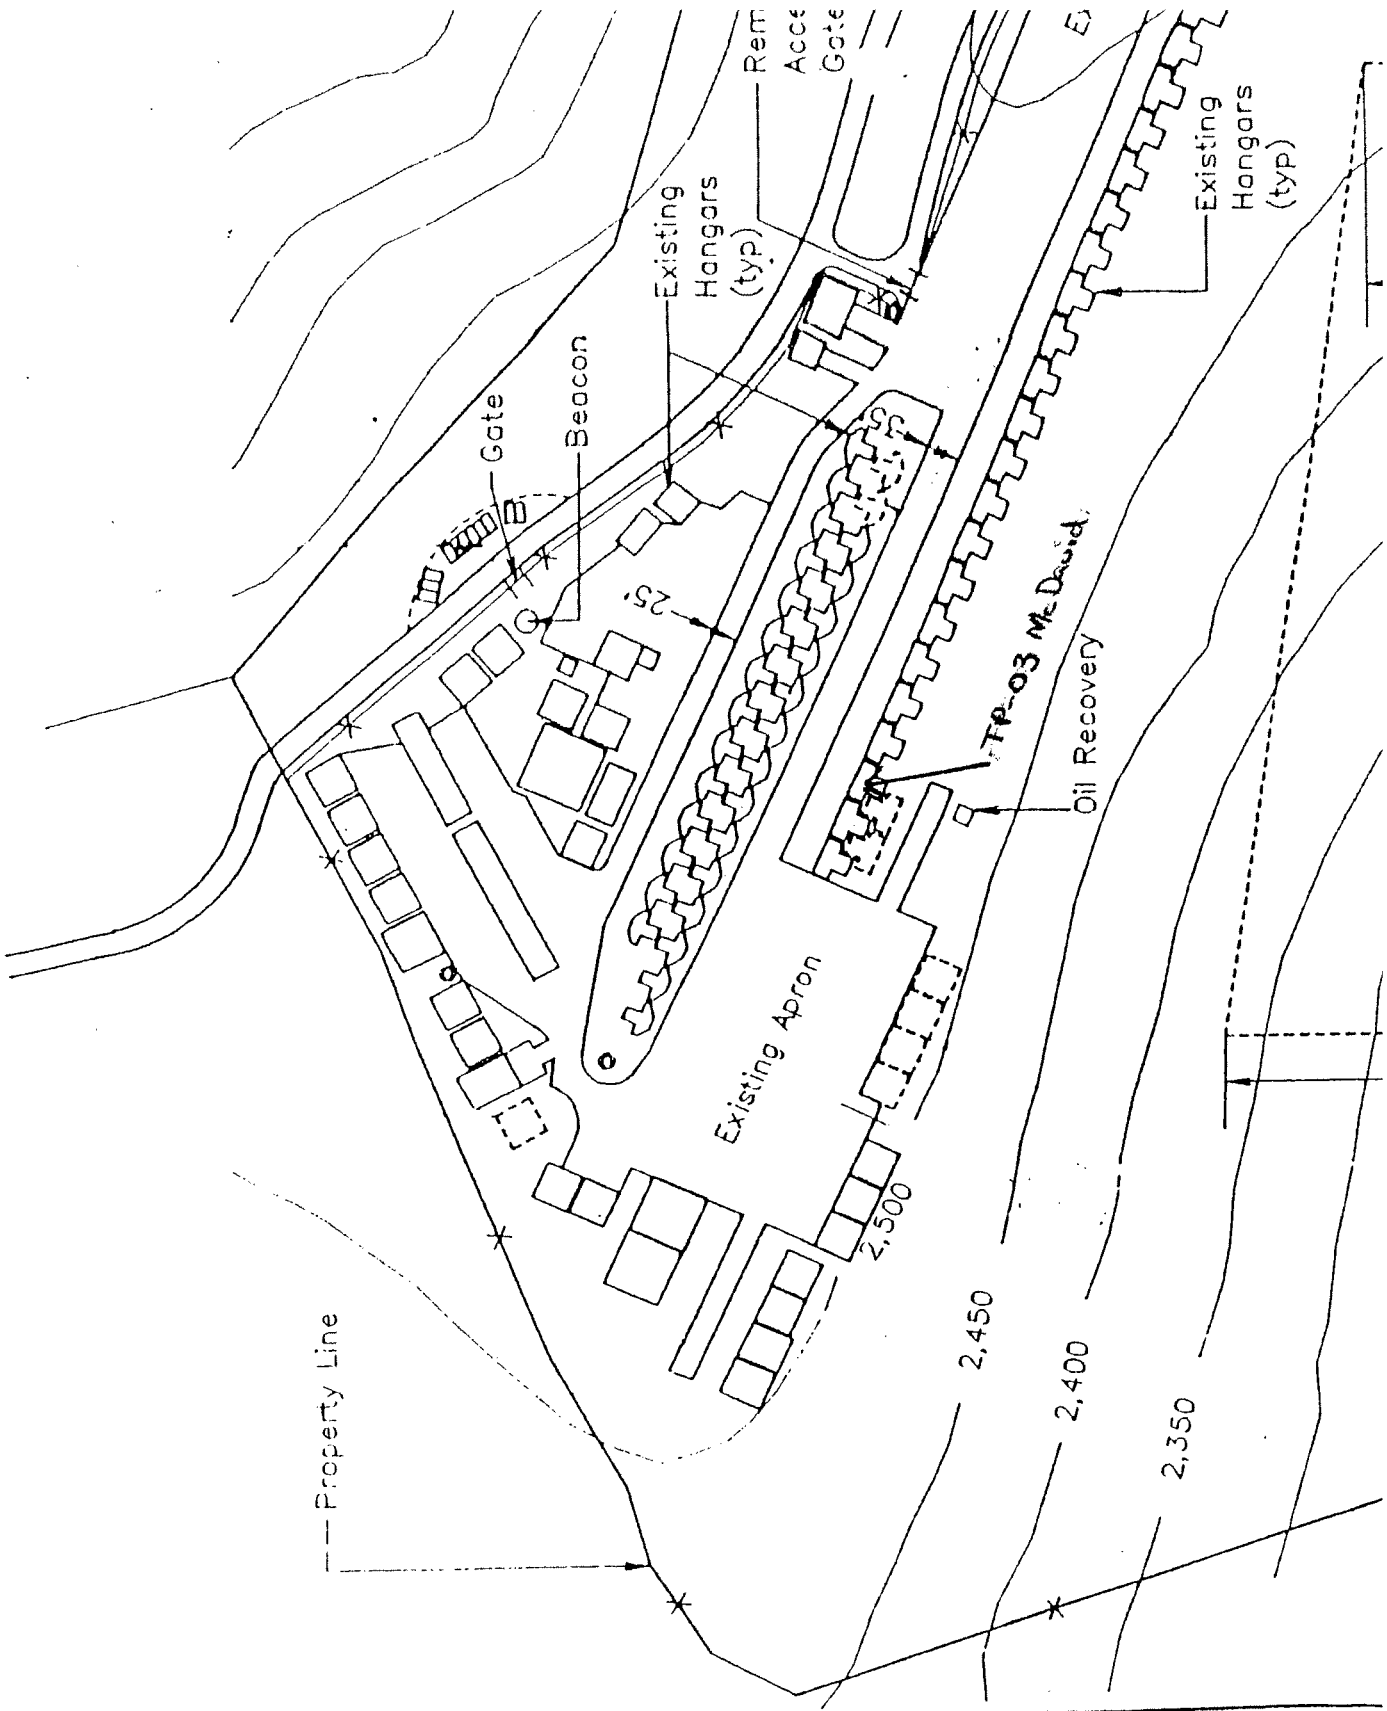 Property Line
Gate
Beacon
Existing
Hangars
(typ)
Rem
Acce
Gate
Ex
Existing
Hangars
(typ)
25'
35'
TP-03 McDavid
Oil Recovery
Existing Apron
2,500
2,450
2,400
2,350